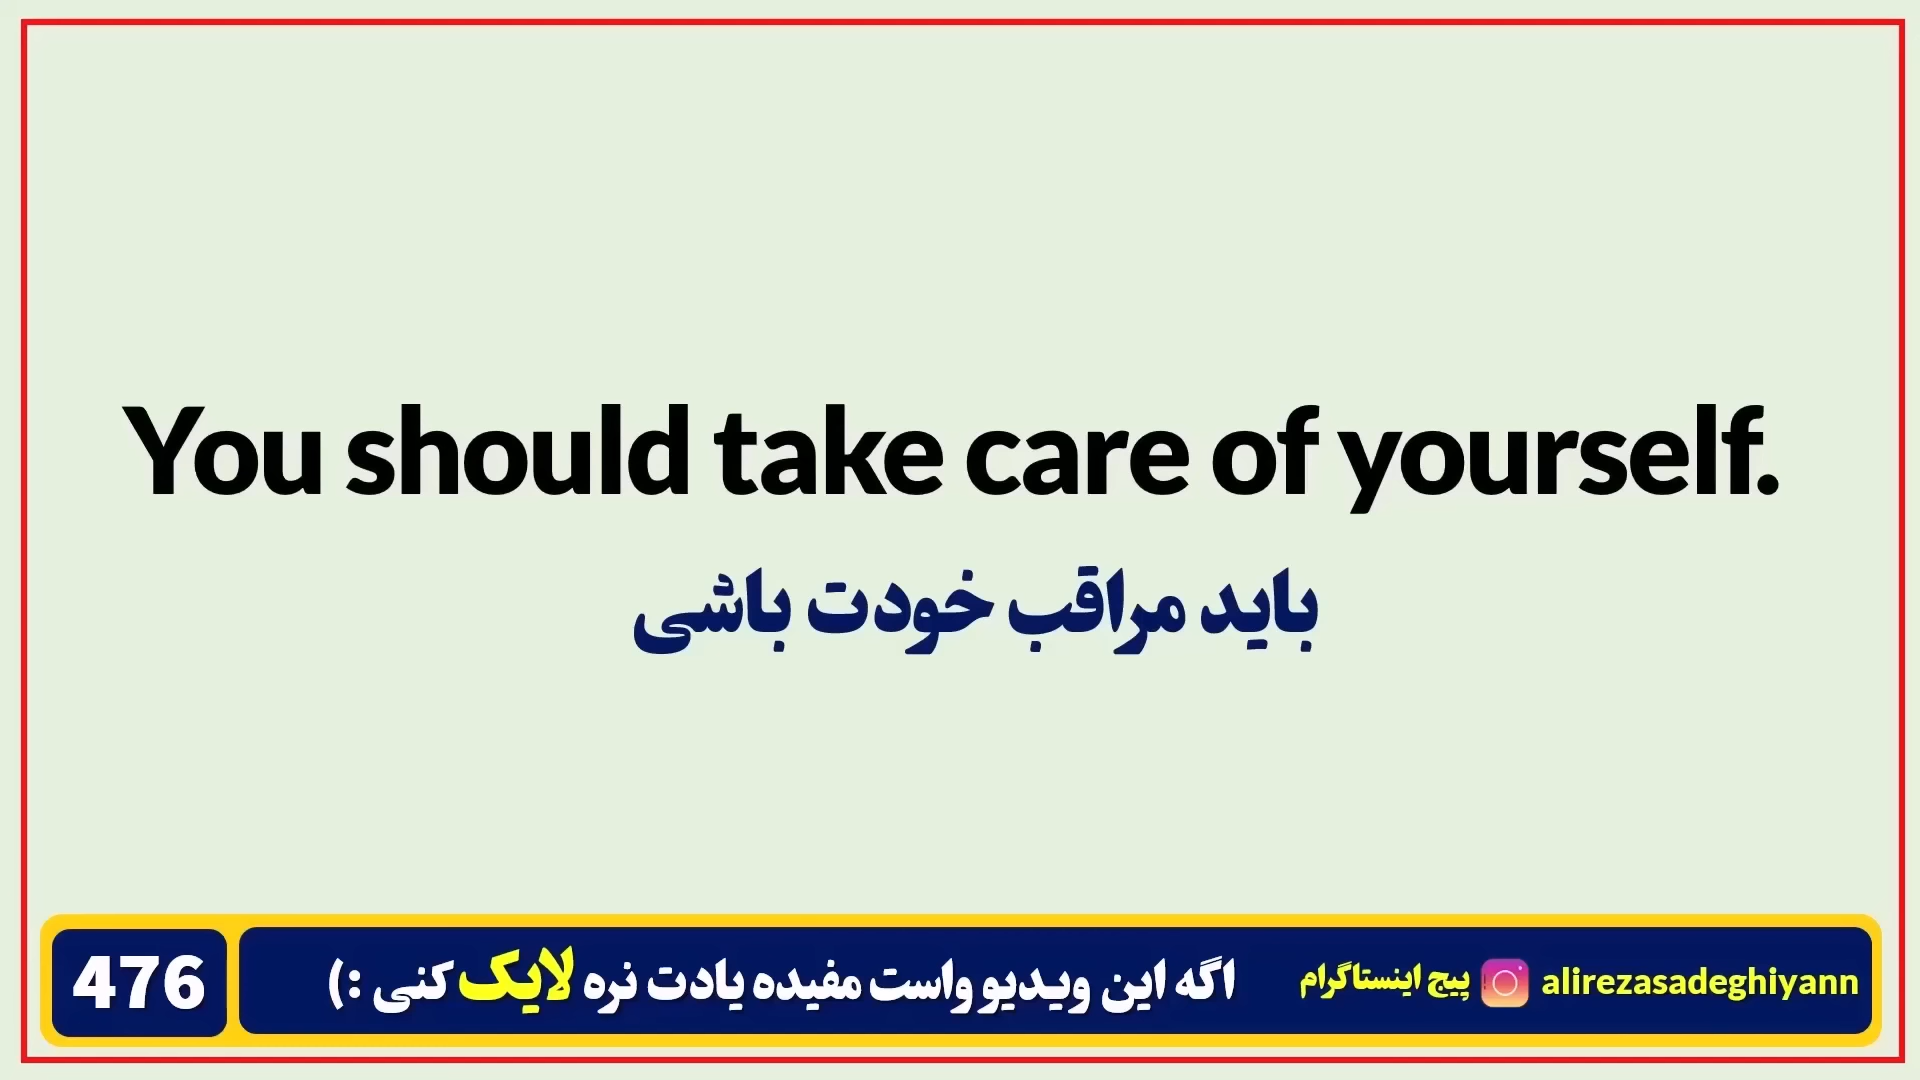 You should take care of yourself.
باید مراقب خودت باشی
476
اگه این ویدیو واست مفیده یادت نره لایک کنی :)
پیج اینستاگرام alirezasadeghiyann